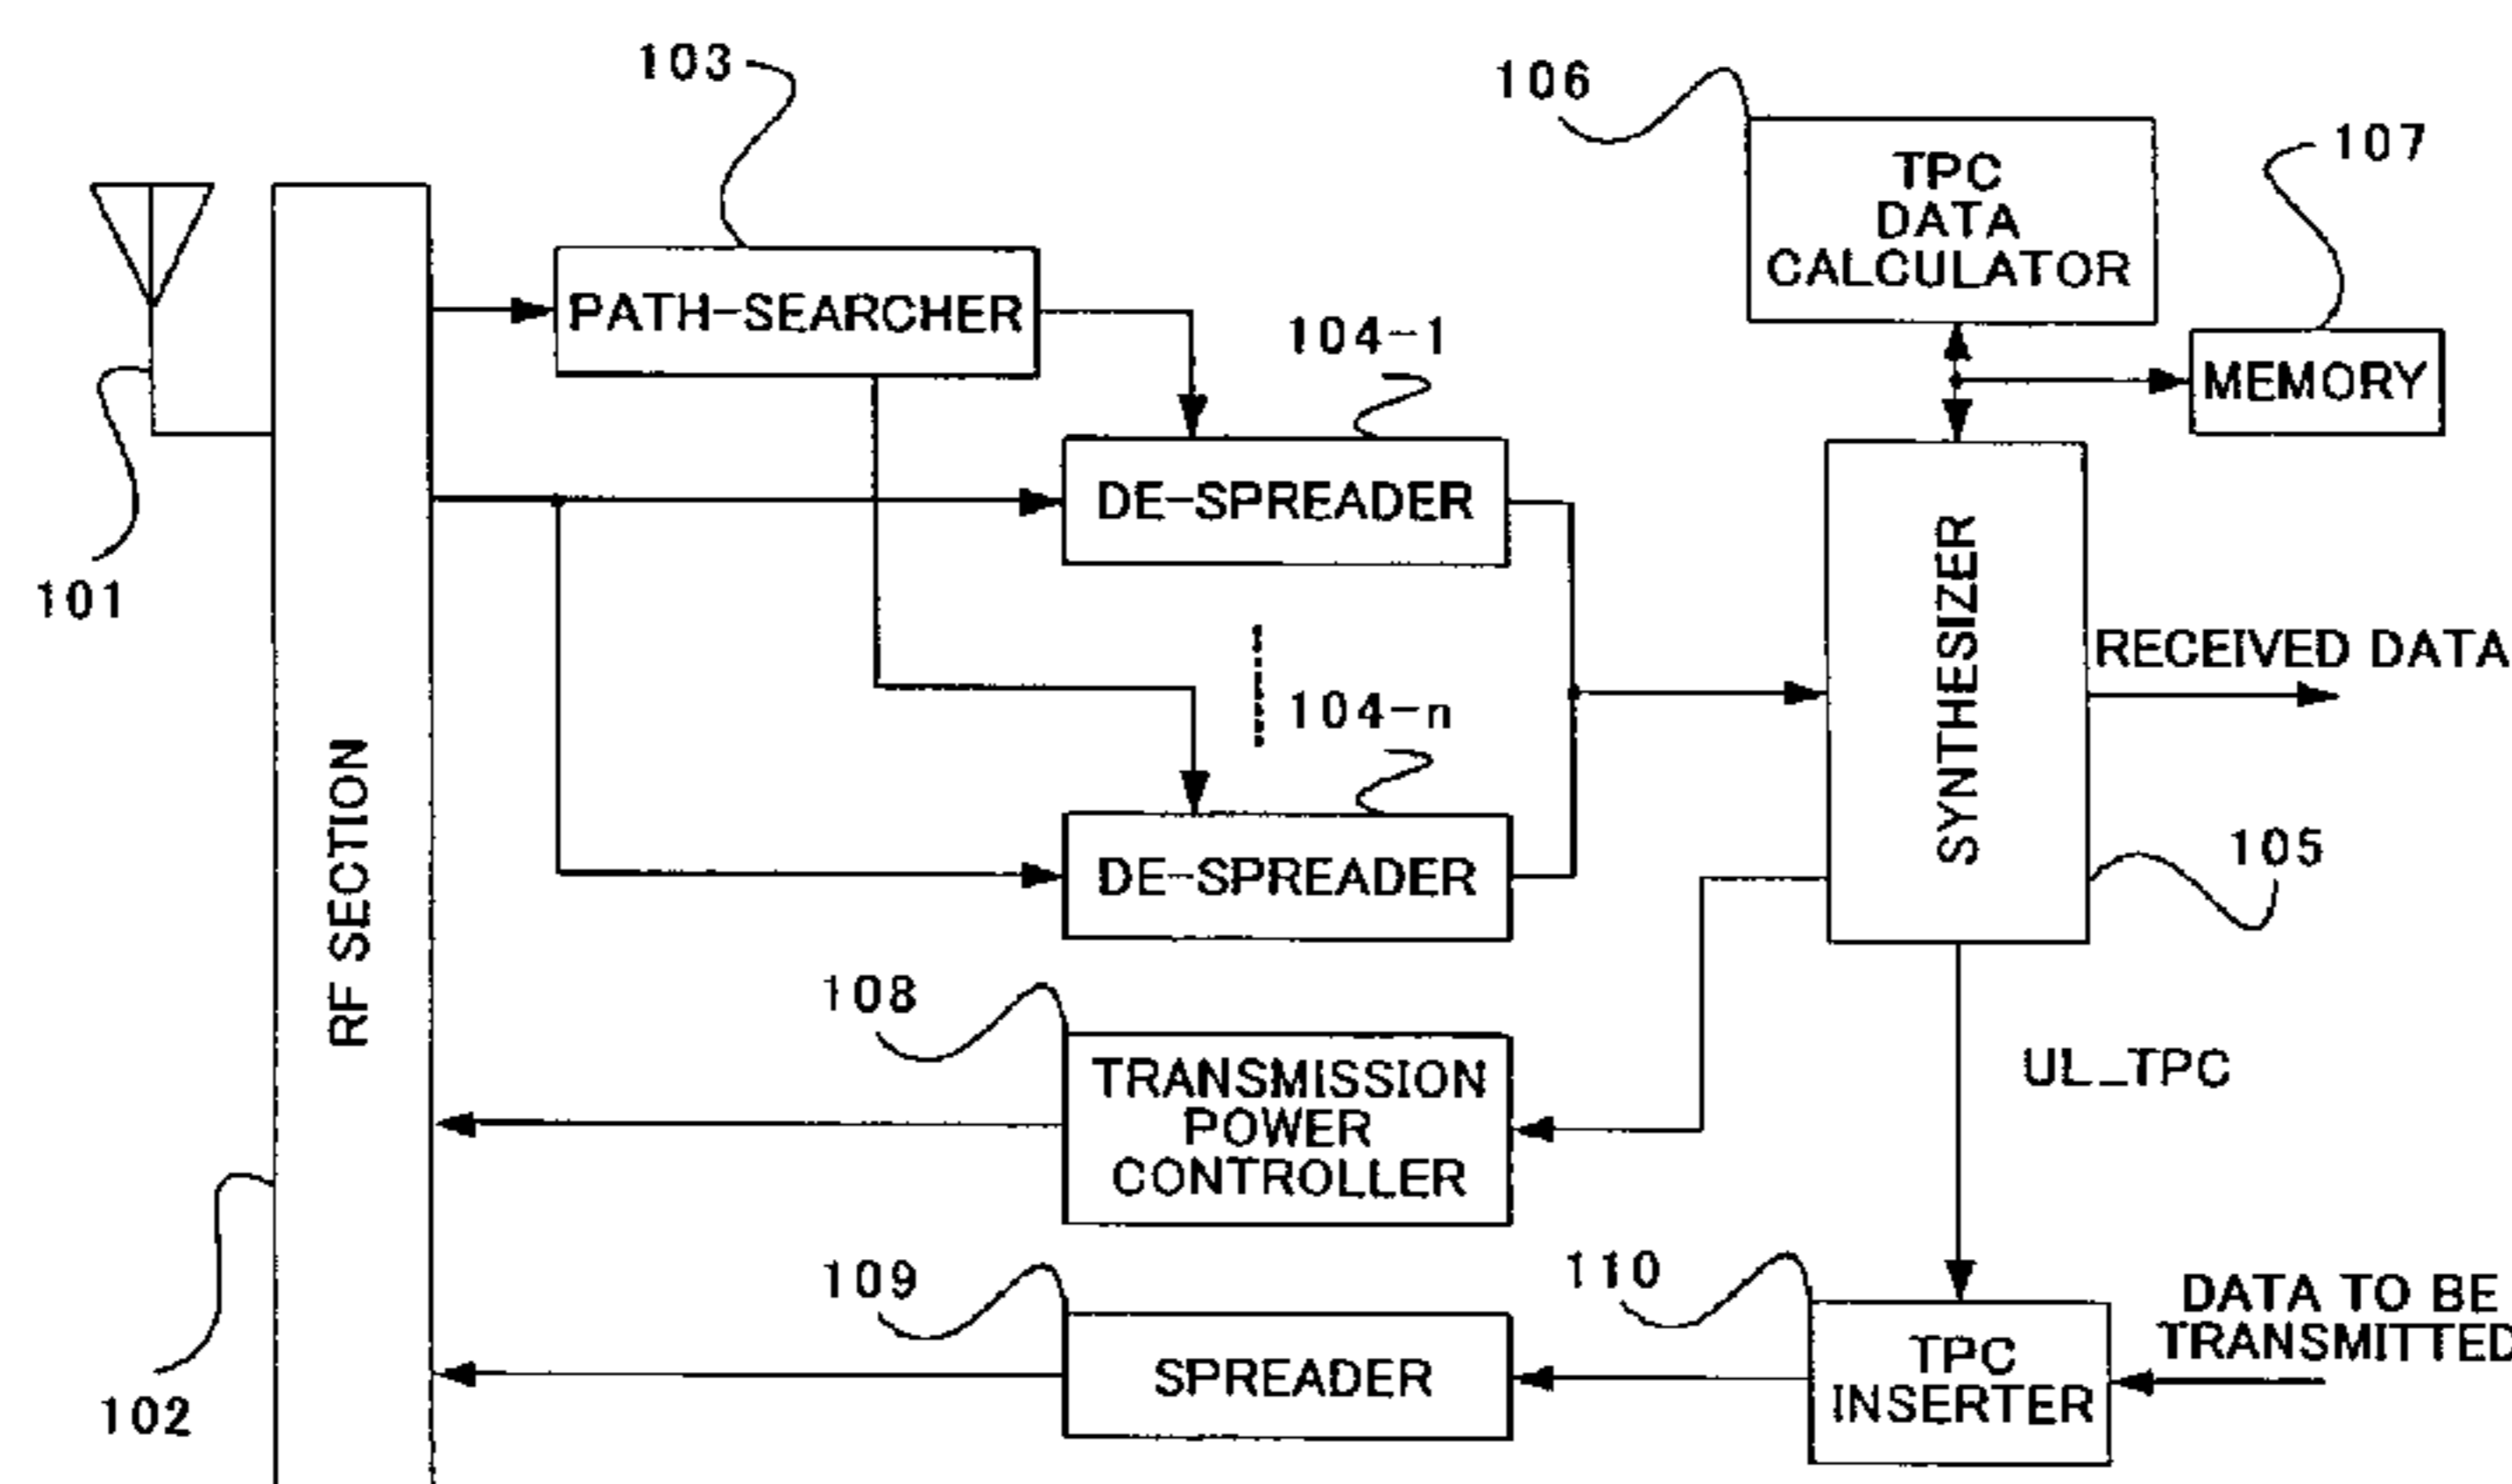 103
106
TPC
DATA
CALCULATOR
107
PATH-SEARCHER
104-1
MEMORY
DE-SPREADER
101
SYNTHESIZER
RECEIVED DATA
104-n
RF SECTION
DE-SPREADER
105
108
TRANSMISSION
POWER
CONTROLLER
UL_TPC
109
110
DATA TO BE
TRANSMITTED
SPREADER
TPC
INSERTER
102